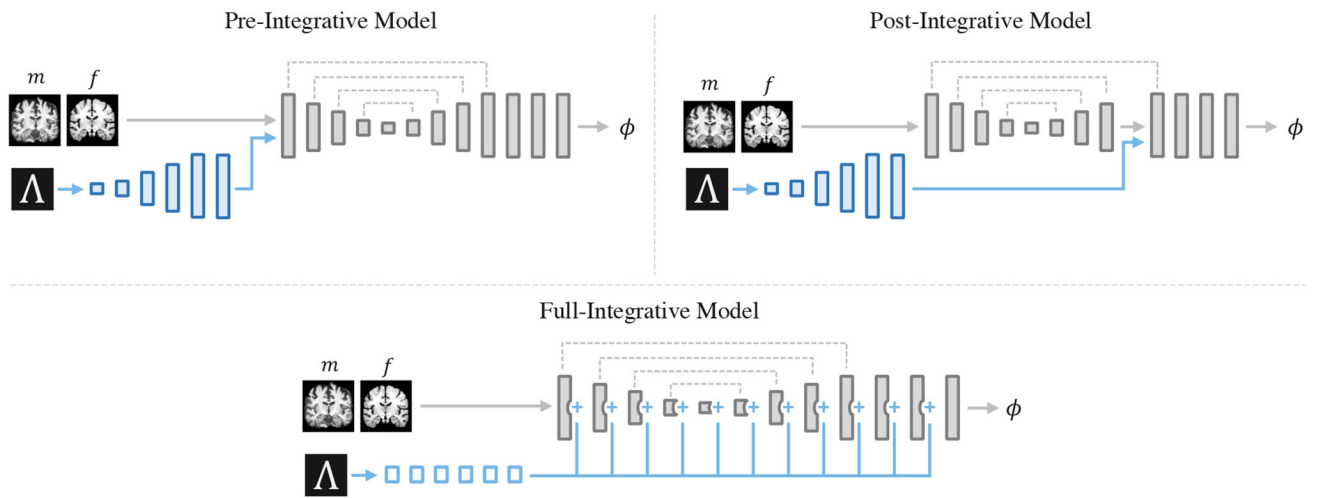 Pre-Integrative Model
m f
Λ
ϕ
Post-Integrative Model
m f
Λ
ϕ
Full-Integrative Model
m f
+ + + + + + + + + + +
ϕ
Λ